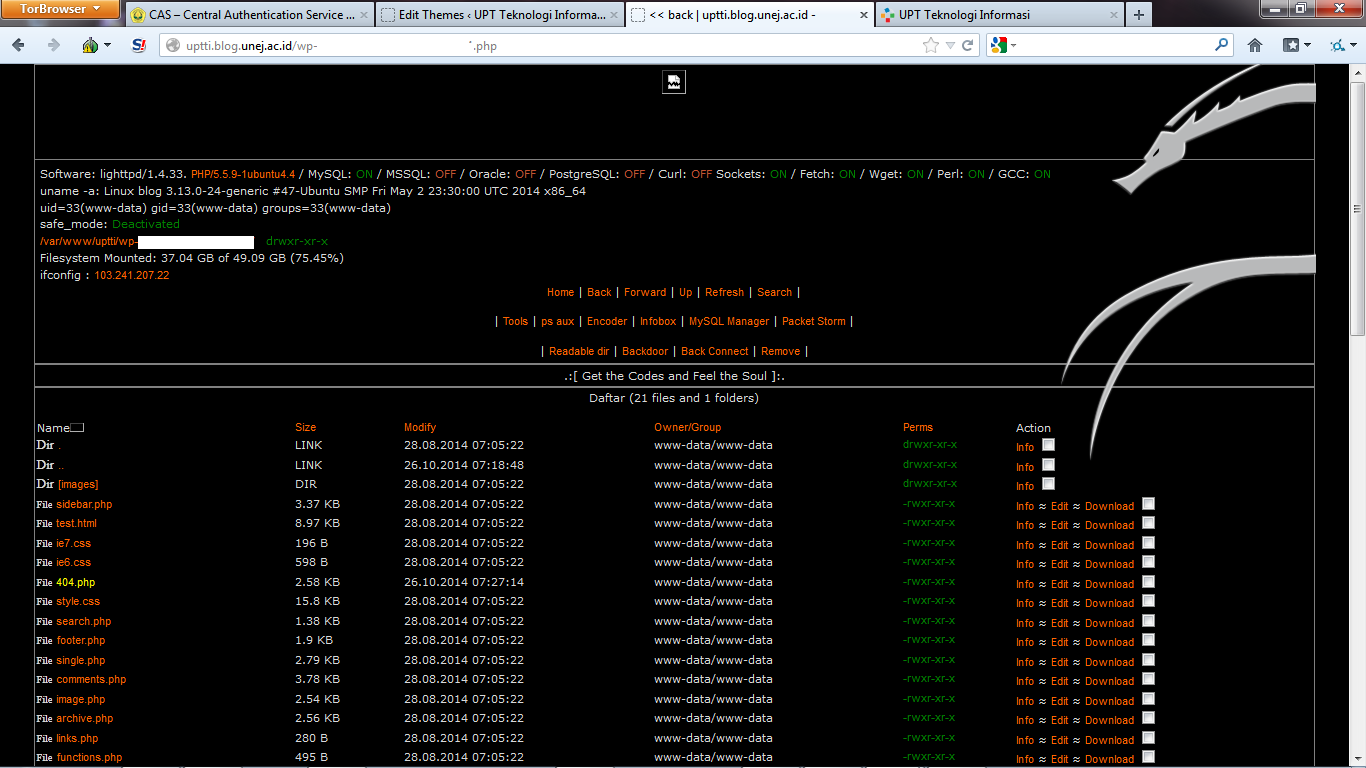 TorBrowser
CAS – Central Authentication Service ...
Edit Themes ‹ UPT Teknologi Informa...
<< back | uptti.blog.unej.ac.id -
UPT Teknologi Informasi
uptti.blog.unej.ac.id/wp- *.php
Software: lighttpd/1.4.33. PHP/5.5.9-1ubuntu4.4 / MySQL: ON / MSSQL: OFF / Oracle: OFF / PostgreSQL: OFF / Curl: OFF Sockets: ON / Fetch: ON / Wget: ON / Perl: ON / GCC: ON
uname -a: Linux blog 3.13.0-24-generic #47-Ubuntu SMP Fri May 2 23:30:00 UTC 2014 x86_64
uid=33(www-data) gid=33(www-data) groups=33(www-data)
safe_mode: Deactivated
/var/www/uptti/wp- drwxr-xr-x
Filesystem Mounted: 37.04 GB of 49.09 GB (75.45%)
ifconfig : 103.241.207.22
Home | Back | Forward | Up | Refresh | Search |
| Tools | ps aux | Encoder | Infobox | MySQL Manager | Packet Storm |
| Readable dir | Backdoor | Back Connect | Remove |
.:[ Get the Codes and Feel the Soul ]:.
Daftar (21 files and 1 folders)
Name Size Modify Owner/Group Perms Action
Dir . LINK 28.08.2014 07:05:22 www-data/www-data drwxr-xr-x Info
Dir .. LINK 26.10.2014 07:18:48 www-data/www-data drwxr-xr-x Info
Dir [images] DIR 28.08.2014 07:05:22 www-data/www-data drwxr-xr-x Info
File sidebar.php 3.37 KB 28.08.2014 07:05:22 www-data/www-data -rwxr-xr-x Info ≈ Edit ≈ Download
File test.html 8.97 KB 28.08.2014 07:05:22 www-data/www-data -rwxr-xr-x Info ≈ Edit ≈ Download
File ie7.css 196 B 28.08.2014 07:05:22 www-data/www-data -rwxr-xr-x Info ≈ Edit ≈ Download
File ie6.css 598 B 28.08.2014 07:05:22 www-data/www-data -rwxr-xr-x Info ≈ Edit ≈ Download
File 404.php 2.58 KB 26.10.2014 07:27:14 www-data/www-data -rwxr-xr-x Info ≈ Edit ≈ Download
File style.css 15.8 KB 28.08.2014 07:05:22 www-data/www-data -rwxr-xr-x Info ≈ Edit ≈ Download
File search.php 1.38 KB 28.08.2014 07:05:22 www-data/www-data -rwxr-xr-x Info ≈ Edit ≈ Download
File footer.php 1.9 KB 28.08.2014 07:05:22 www-data/www-data -rwxr-xr-x Info ≈ Edit ≈ Download
File single.php 2.79 KB 28.08.2014 07:05:22 www-data/www-data -rwxr-xr-x Info ≈ Edit ≈ Download
File comments.php 3.78 KB 28.08.2014 07:05:22 www-data/www-data -rwxr-xr-x Info ≈ Edit ≈ Download
File image.php 2.54 KB 28.08.2014 07:05:22 www-data/www-data -rwxr-xr-x Info ≈ Edit ≈ Download
File archive.php 2.56 KB 28.08.2014 07:05:22 www-data/www-data -rwxr-xr-x Info ≈ Edit ≈ Download
File links.php 280 B 28.08.2014 07:05:22 www-data/www-data -rwxr-xr-x Info ≈ Edit ≈ Download
File functions.php 495 B 28.08.2014 07:05:22 www-data/www-data -rwxr-xr-x Info ≈ Edit ≈ Download